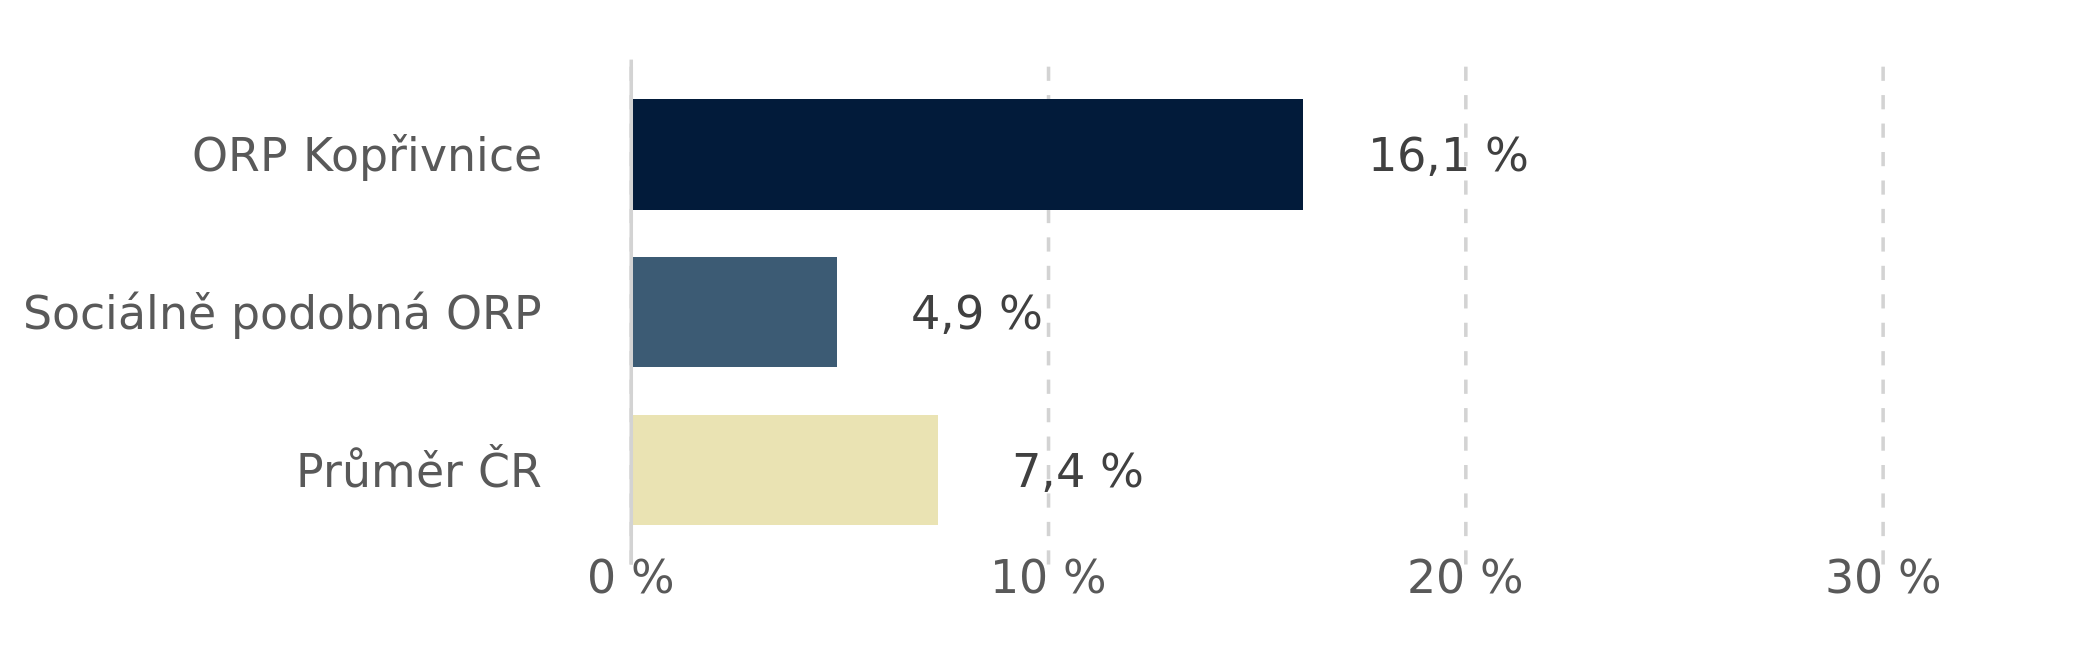 ORP Kopřivnice
16,1 %
Sociálně podobná ORP
4,9 %
Průměr ČR
7,4 %
0 %
10 %
20 %
30 %